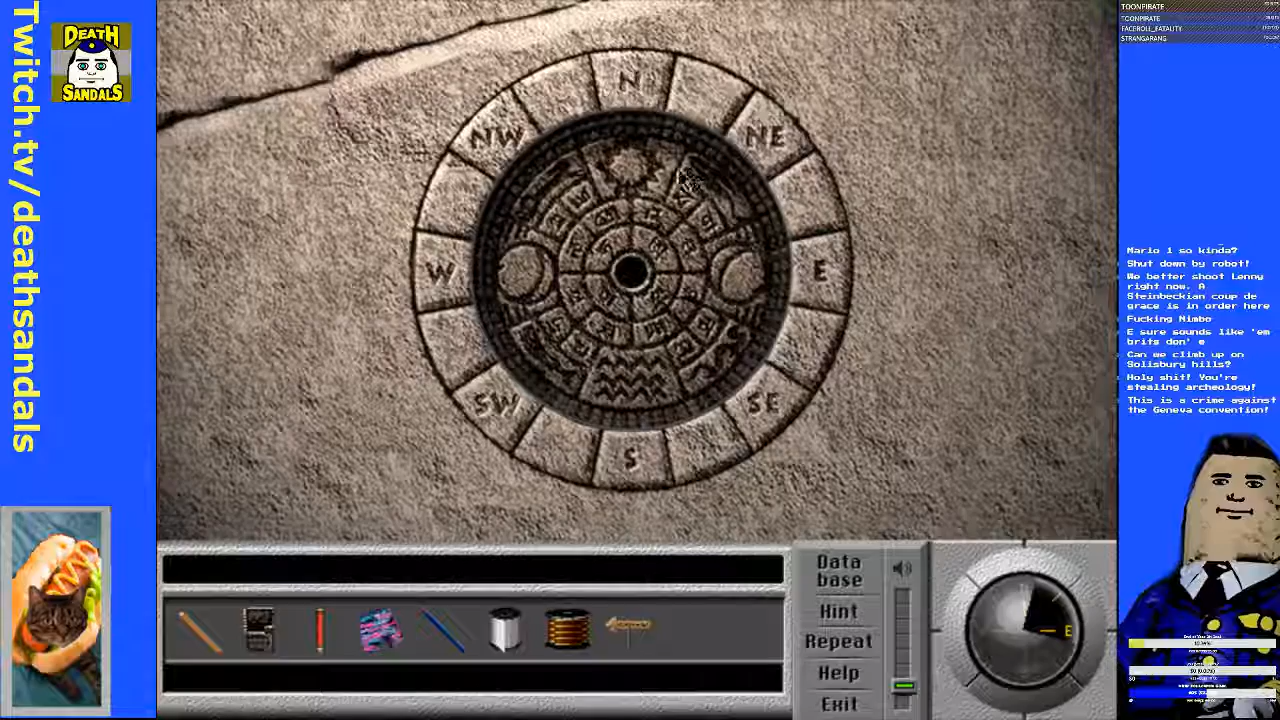 Twitch.tv/deathsandals
DEATH
SANDALS
N
NW
NE
W
E
SW
SE
S
Data
base
Hint
Repeat
Help
Exit
E
TOONPIRATE
TOONPIRATE
FACEROLL_FATALITY
STRANGARANG
Mario 1 so kinda?
Shut down by robot!
We better shoot Lenny
right now. A
Steinbeckian coup de
grace is in order here
Fucking Nimbo
E sure sounds like 'em
brits don' e
Can we climb up on
Solisbury hills?
Holy shit! You're
stealing archeology!
This is a crime against
the Geneva convention!